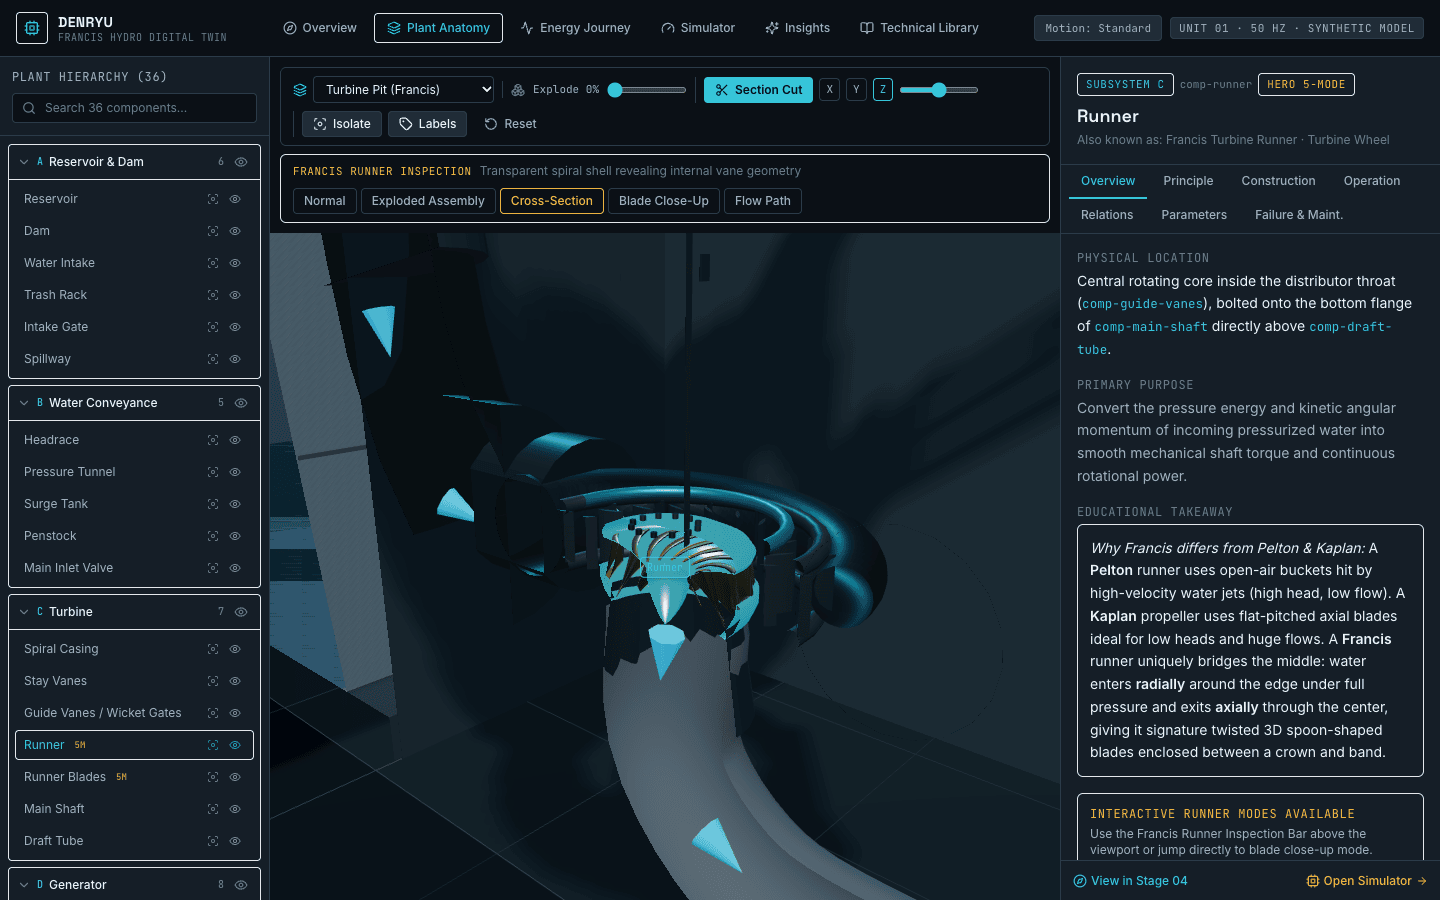 DENRYU
FRANCIS HYDRO DIGITAL TWIN
Overview
Plant Anatomy
Energy Journey
Simulator
Insights
Technical Library
Motion: Standard
UNIT 01 · 50 HZ · SYNTHETIC MODEL
PLANT HIERARCHY (36)
Search 36 components...
A Reservoir & Dam 6
Reservoir
Dam
Water Intake
Trash Rack
Intake Gate
Spillway
B Water Conveyance 5
Headrace
Pressure Tunnel
Surge Tank
Penstock
Main Inlet Valve
C Turbine 7
Spiral Casing
Stay Vanes
Guide Vanes / Wicket Gates
Runner 5M
Runner Blades 5M
Main Shaft
Draft Tube
D Generator 8
Turbine Pit (Francis)
Explode 0%
Section Cut
X Y Z
Isolate
Labels
Reset
FRANCIS RUNNER INSPECTION Transparent spiral shell revealing internal vane geometry
Normal
Exploded Assembly
Cross-Section
Blade Close-Up
Flow Path
Runner
SUBSYSTEM C comp-runner HERO 5-MODE
Runner
Also known as: Francis Turbine Runner · Turbine Wheel
Overview Principle Construction Operation
Relations Parameters Failure & Maint.
PHYSICAL LOCATION
Central rotating core inside the distributor throat
(comp-guide-vanes), bolted onto the bottom flange
of comp-main-shaft directly above comp-draft-
tube.
PRIMARY PURPOSE
Convert the pressure energy and kinetic angular
momentum of incoming pressurized water into
smooth mechanical shaft torque and continuous
rotational power.
EDUCATIONAL TAKEAWAY
Why Francis differs from Pelton & Kaplan: A
Pelton runner uses open-air buckets hit by
high-velocity water jets (high head, low flow). A
Kaplan propeller uses flat-pitched axial blades
ideal for low heads and huge flows. A Francis
runner uniquely bridges the middle: water
enters radially around the edge under full
pressure and exits axially through the center,
giving it signature twisted 3D spoon-shaped
blades enclosed between a crown and band.
INTERACTIVE RUNNER MODES AVAILABLE
Use the Francis Runner Inspection Bar above the
viewport or jump directly to blade close-up mode.
View in Stage 04
Open Simulator →